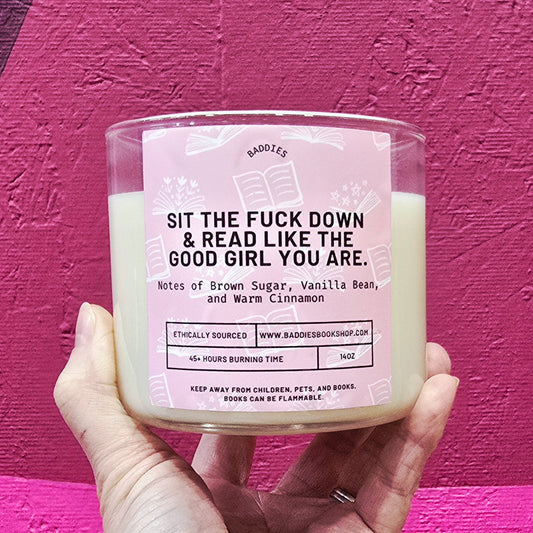 BADDIES
SIT THE FUCK DOWN
& READ LIKE THE
GOOD GIRL YOU ARE.
Notes of Brown Sugar, Vanilla Bean,
and Warm Cinnamon
ETHICALLY SOURCED WWW.BADDIESBOOKSHOP.COM
45+ HOURS BURNING TIME 14OZ
KEEP AWAY FROM CHILDREN, PETS, AND BOOKS.
BOOKS CAN BE FLAMMABLE.